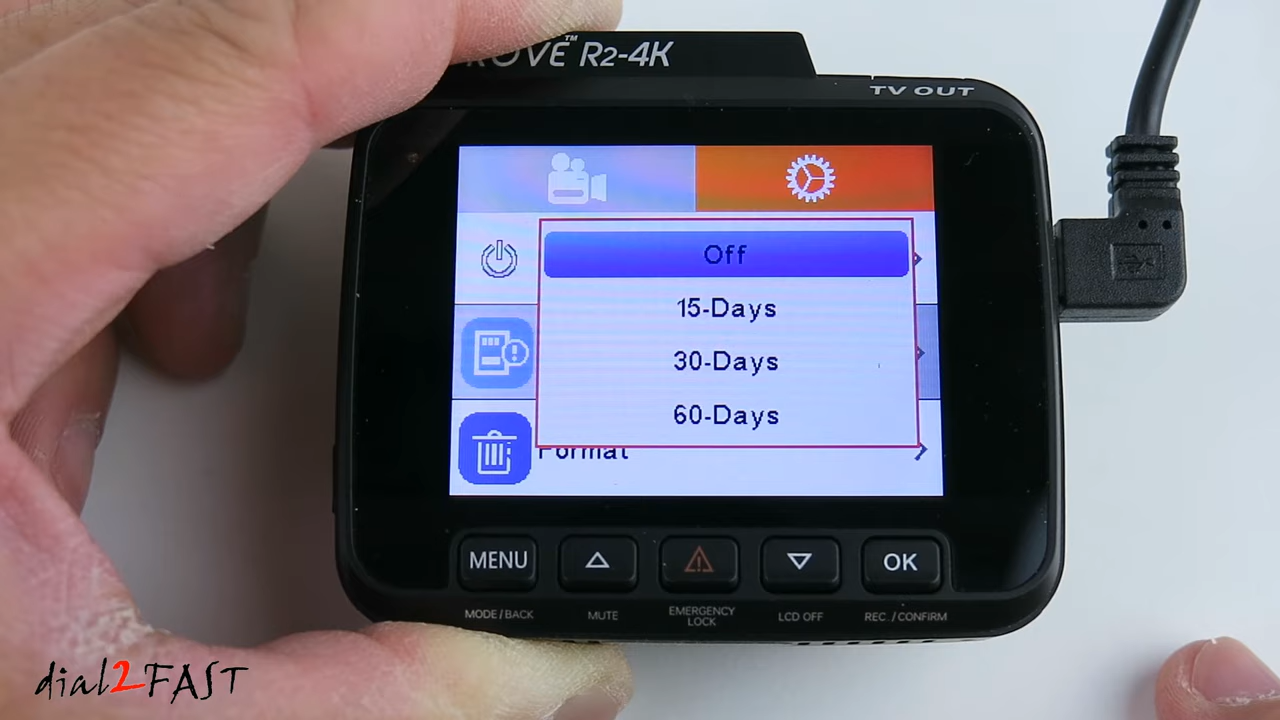 ROVE™ R2-4K
TV OUT
Off
15-Days
30-Days
60-Days
Format
MENU
OK
MODE/BACK
MUTE
EMERGENCY
LOCK
LCD OFF
REC./CONFIRM
dial2FAST